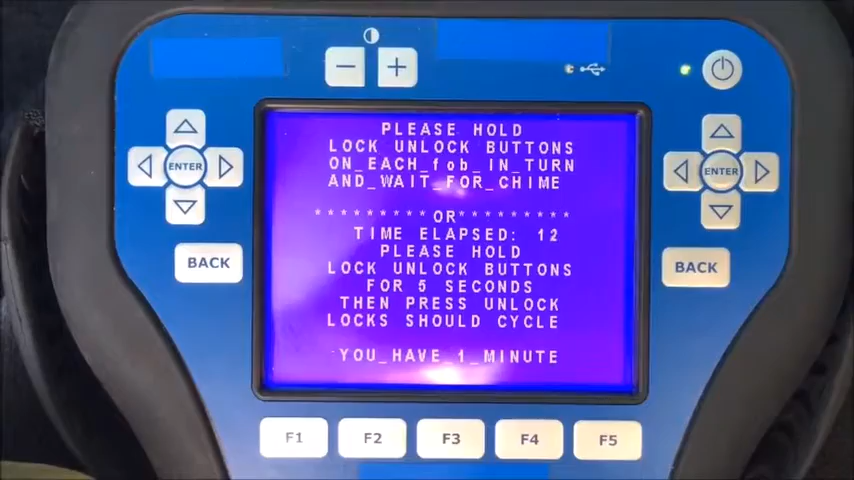 PLEASE HOLD
LOCK UNLOCK BUTTONS
ON_EACH_fob_IN_TURN
AND_WAIT_FOR_CHIME
*********OR*********
TIME ELAPSED: 12
PLEASE HOLD
LOCK UNLOCK BUTTONS
FOR 5 SECONDS
THEN PRESS UNLOCK
LOCKS SHOULD CYCLE
YOU_HAVE_1_MINUTE
ENTER
ENTER
BACK
BACK
F1 F2 F3 F4 F5